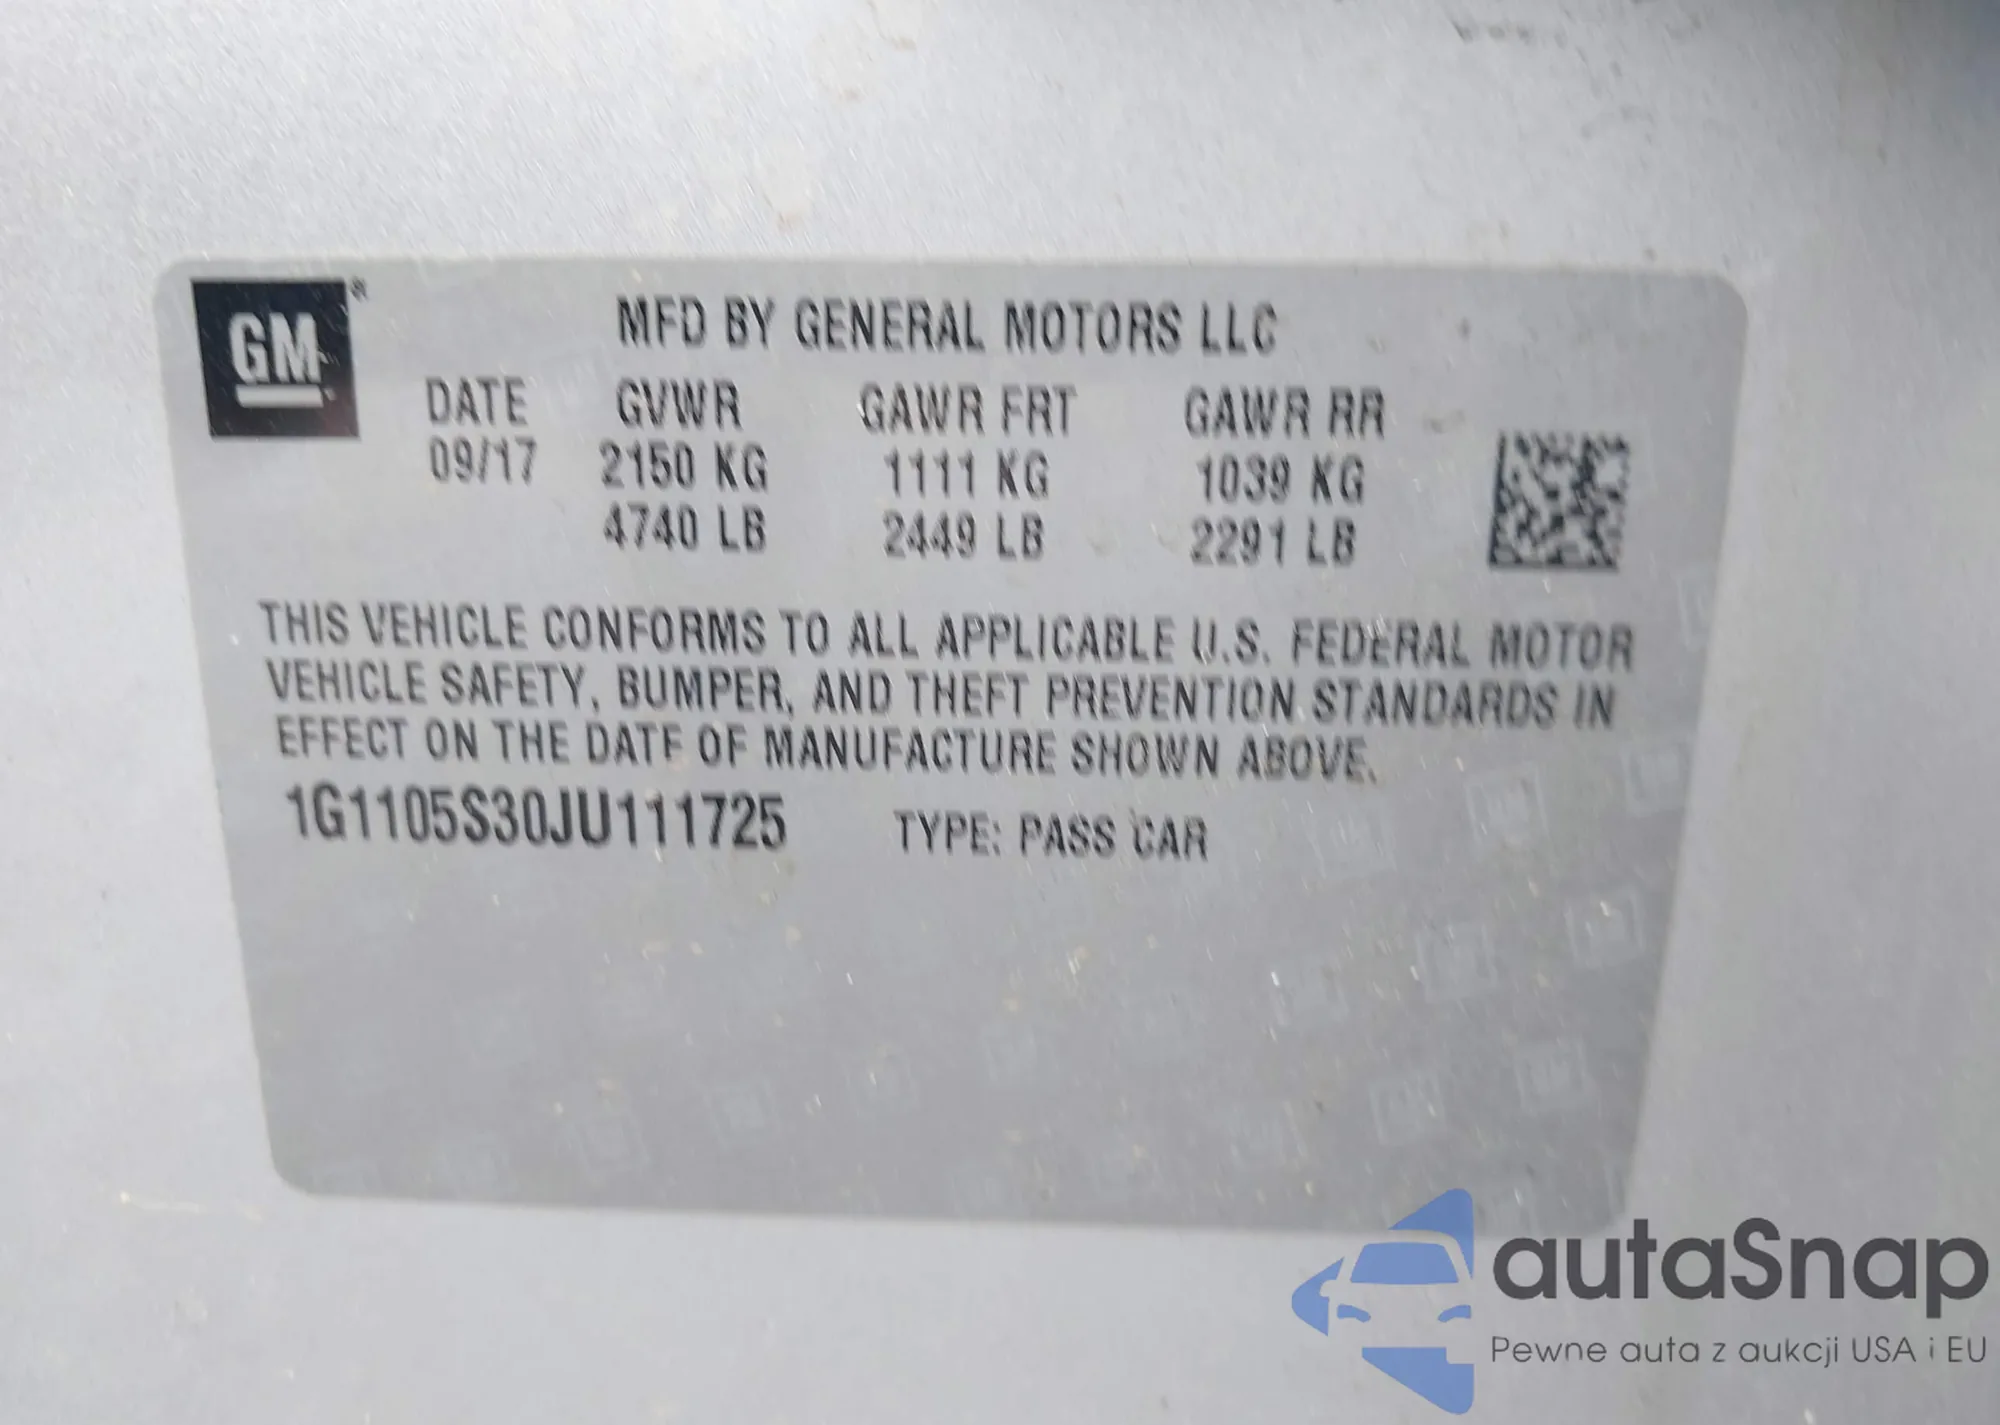 GM ®
MFD BY GENERAL MOTORS LLC
DATE GVWR GAWR FRT GAWR RR
09/17 2150 KG 1111 KG 1039 KG
4740 LB 2449 LB 2291 LB
THIS VEHICLE CONFORMS TO ALL APPLICABLE U.S. FEDERAL MOTOR
VEHICLE SAFETY, BUMPER, AND THEFT PREVENTION STANDARDS IN
EFFECT ON THE DATE OF MANUFACTURE SHOWN ABOVE.
1G1105S30JU111725 TYPE: PASS CAR
autaSnap
Pewne auta z aukcji USA i EU